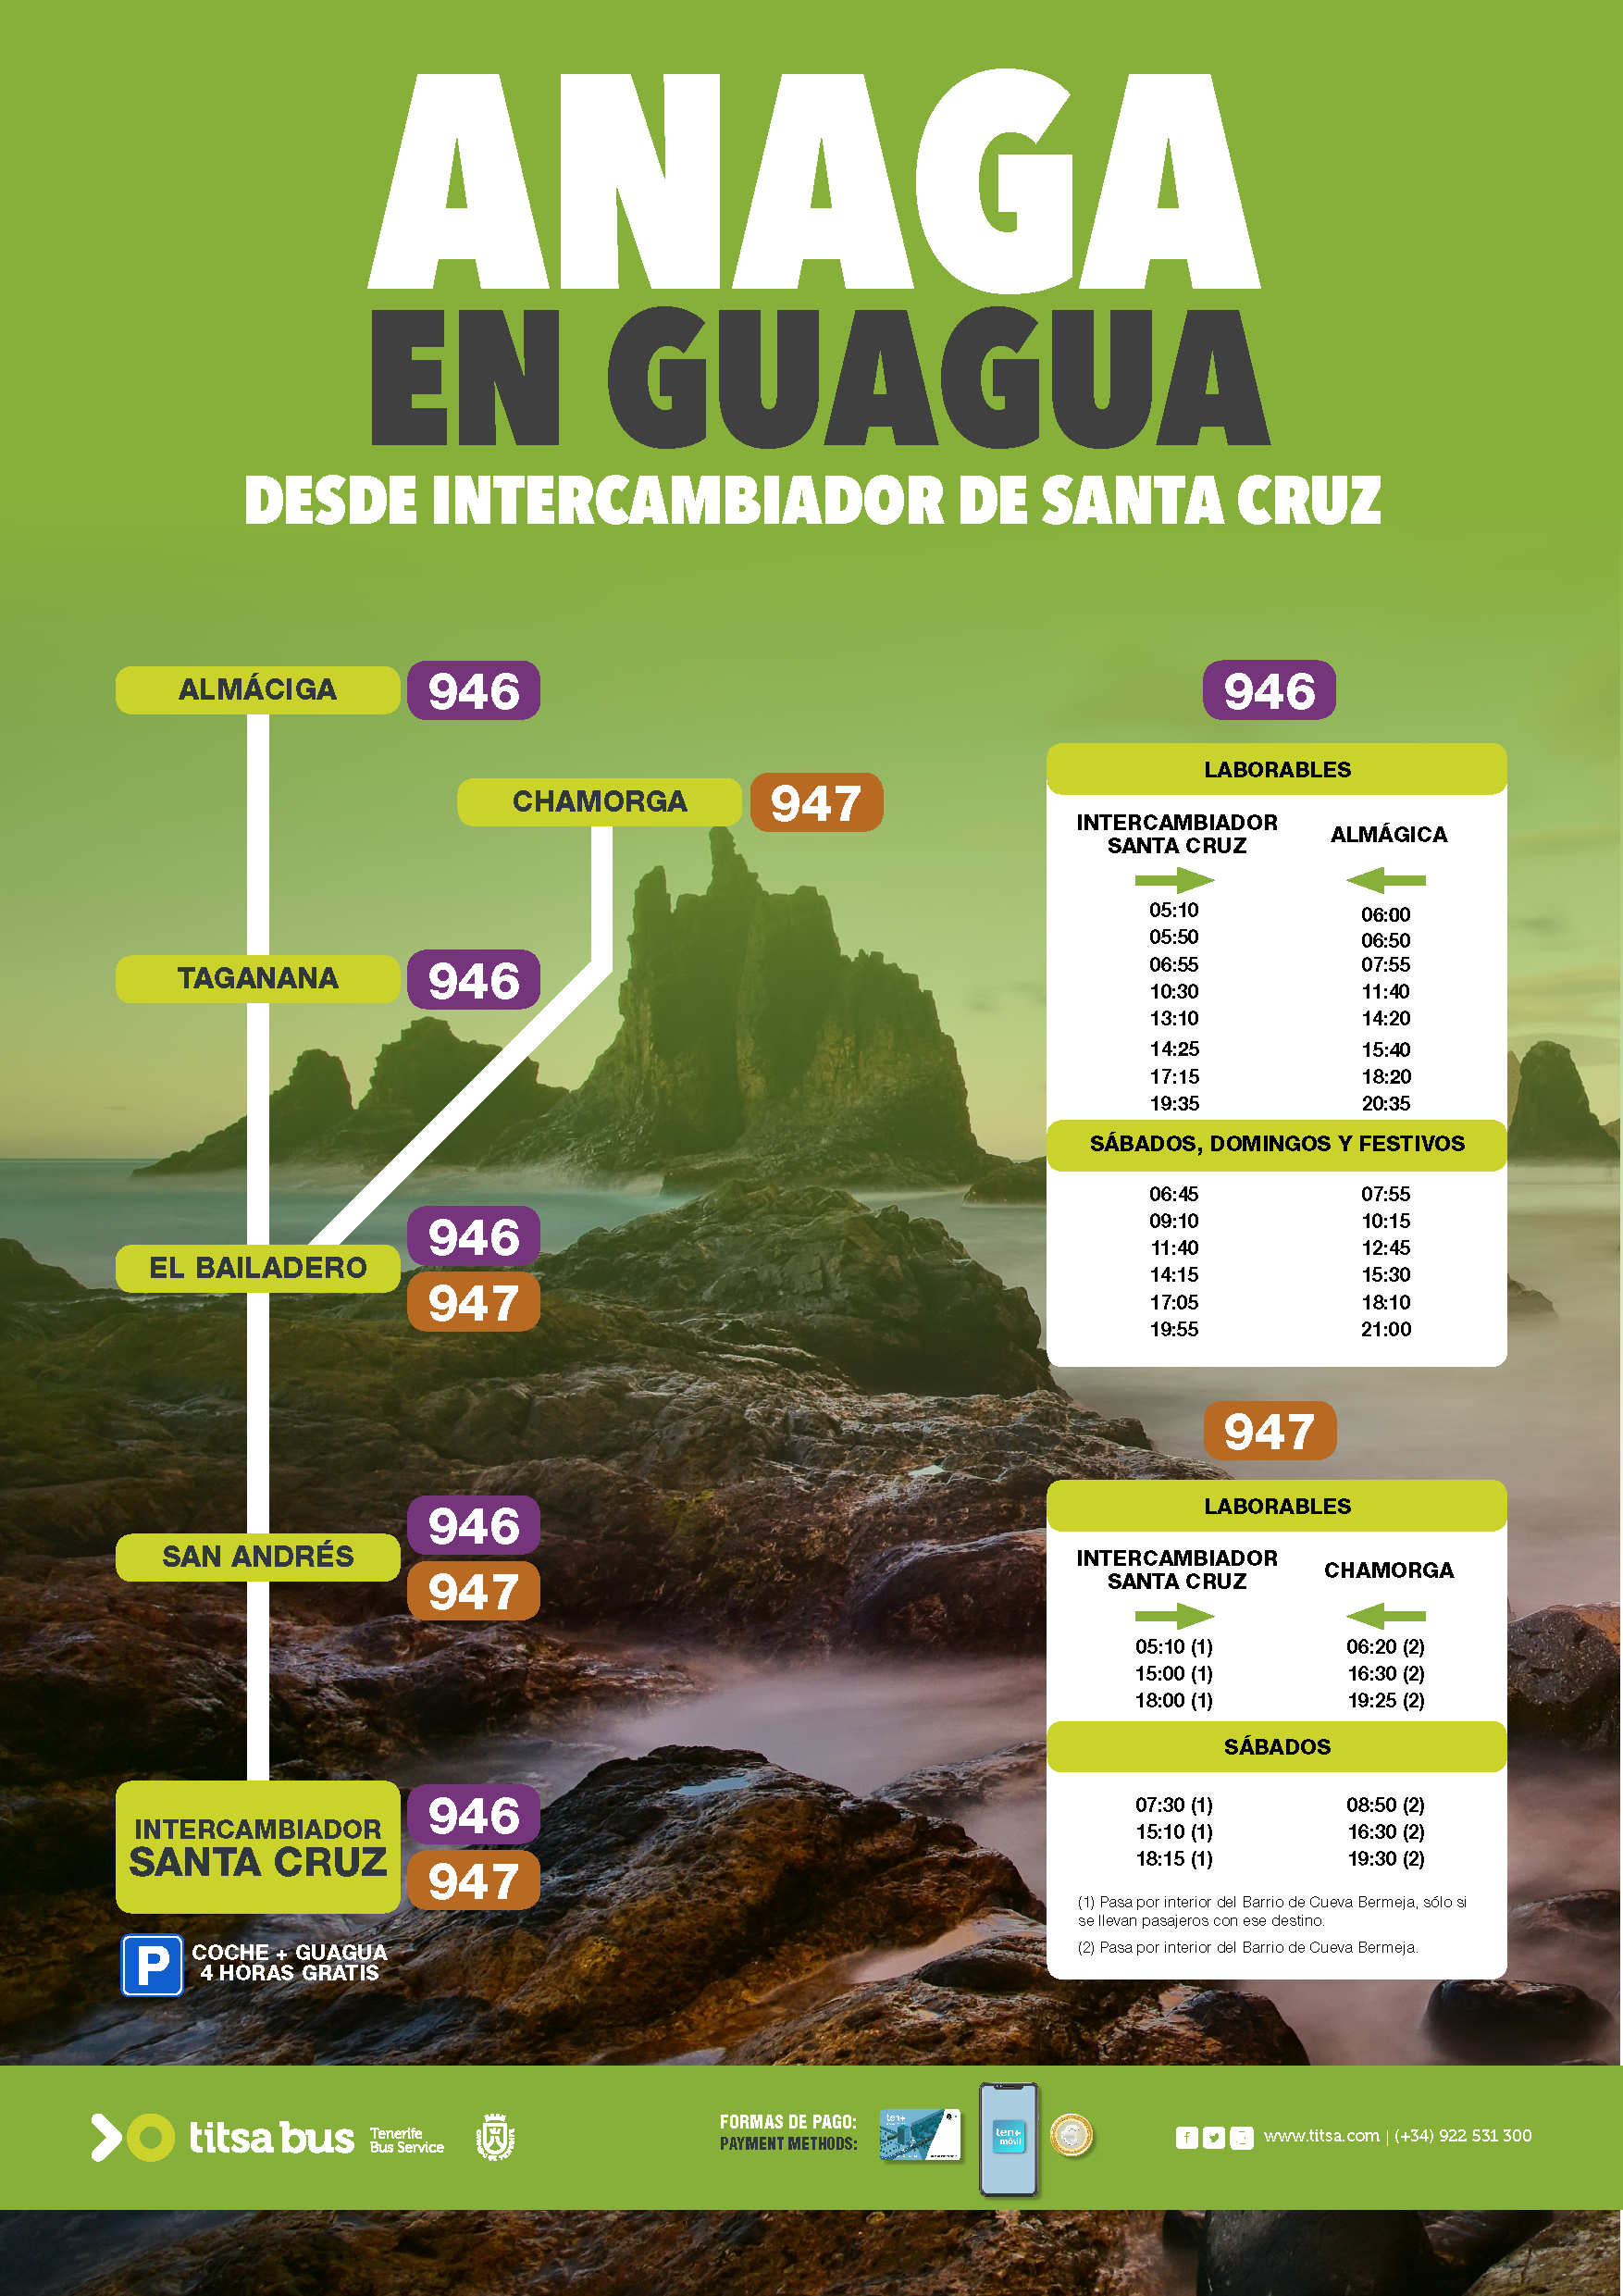 ANAGA
EN GUAGUA
DESDE INTERCAMBIADOR DE SANTA CRUZ
ALMÁCIGA 946
CHAMORGA 947
TAGANANA 946
EL BAILADERO 946
947
SAN ANDRÉS 946
947
INTERCAMBIADOR
SANTA CRUZ
946
947
P COCHE + GUAGUA
4 HORAS GRATIS
946
LABORABLES
INTERCAMBIADOR
SANTA CRUZ
ALMÁGICA
05:10 06:00
05:50 06:50
06:55 07:55
10:30 11:40
13:10 14:20
14:25 15:40
17:15 18:20
19:35 20:35
SÁBADOS, DOMINGOS Y FESTIVOS
06:45 07:55
09:10 10:15
11:40 12:45
14:15 15:30
17:05 18:10
19:55 21:00
947
LABORABLES
INTERCAMBIADOR
SANTA CRUZ
CHAMORGA
05:10 (1) 06:20 (2)
15:00 (1) 16:30 (2)
18:00 (1) 19:25 (2)
SÁBADOS
07:30 (1) 08:50 (2)
15:10 (1) 16:30 (2)
18:15 (1) 19:30 (2)
(1) Pasa por interior del Barrio de Cueva Bermeja, sólo si
se llevan pasajeros con ese destino.
(2) Pasa por interior del Barrio de Cueva Bermeja.
titsa bus
Tenerife
Bus Service
FORMAS DE PAGO:
PAYMENT METHODS:
ten+
ten+
móvil
www.titsa.com | (+34) 922 531 300